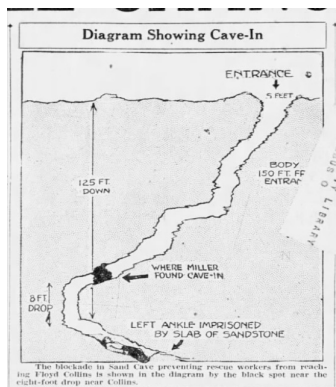 Diagram Showing Cave-In
ENTRANCE
5 FEET
125 FT.
DOWN
BODY
150 FT. FR
ENTRAN
O LIBRARY
WHERE MILLER
FOUND CAVE-IN
8 FT.
DROP
LEFT ANKLE IMPRISONED
BY SLAB OF SANDSTONE
The blockade to Sand Cave preventing rescue workers from reach-
ing Floyd Collins is shown in the diagram by the black spot near the
eight-foot drop near Collins.